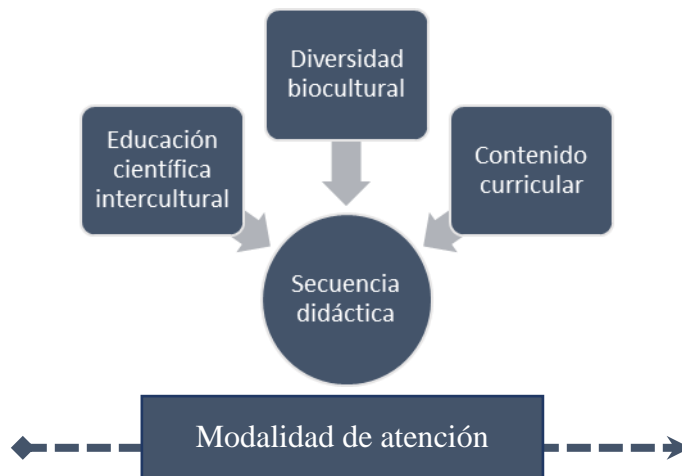 Diversidad
biocultural
Educación
científica
intercultural
Contenido
curricular
Secuencia
didáctica
Modalidad de atención